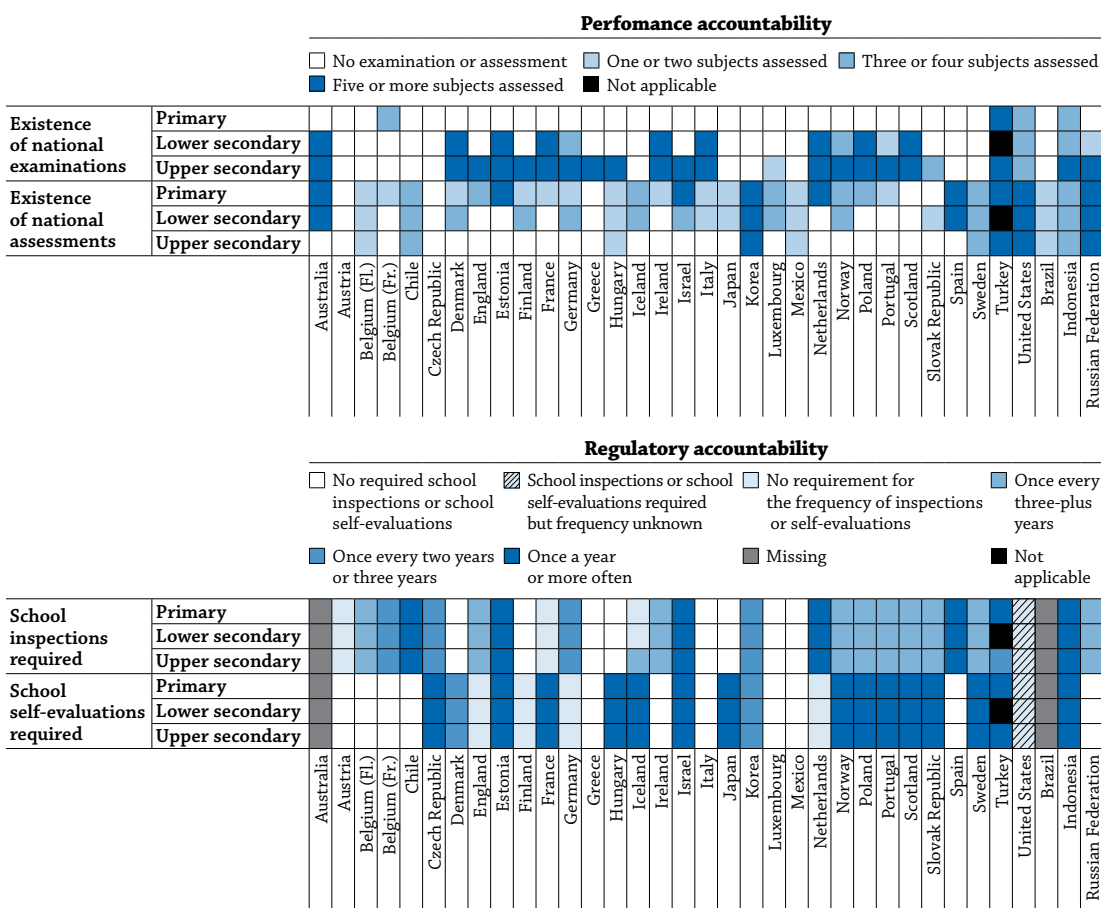 Perfomance accountability
No examination or assessment One or two subjects assessed Three or four subjects assessed
Five or more subjects assessed Not applicable
Existence
of national
examinations
Primary
Lower secondary
Upper secondary
Existence
of national
assessments
Primary
Lower secondary
Upper secondary
Australia
Austria
Belgium (Fl.)
Belgium (Fr.)
Chile
Czech Republic
Denmark
England
Estonia
Finland
France
Germany
Greece
Hungary
Iceland
Ireland
Israel
Italy
Japan
Korea
Luxembourg
Mexico
Netherlands
Norway
Poland
Portugal
Scotland
Slovak Republic
Spain
Sweden
Turkey
United States
Brazil
Indonesia
Russian Federation
Regulatory accountability
No required school
inspections or school
self-evaluations
School inspections or school
self-evaluations required
but frequency unknown
No requirement for
the frequency of inspections
or self-evaluations
Once every
three-plus
years
Once every two years
or three years
Once a year
or more often
Missing
Not
applicable
School
inspections
required
Primary
Lower secondary
Upper secondary
School
self-evaluations
required
Primary
Lower secondary
Upper secondary
Australia
Austria
Belgium (Fl.)
Belgium (Fr.)
Chile
Czech Republic
Denmark
England
Estonia
Finland
France
Germany
Greece
Hungary
Iceland
Ireland
Israel
Italy
Japan
Korea
Luxembourg
Mexico
Netherlands
Norway
Poland
Portugal
Scotland
Slovak Republic
Spain
Sweden
Turkey
United States
Brazil
Indonesia
Russian Federation